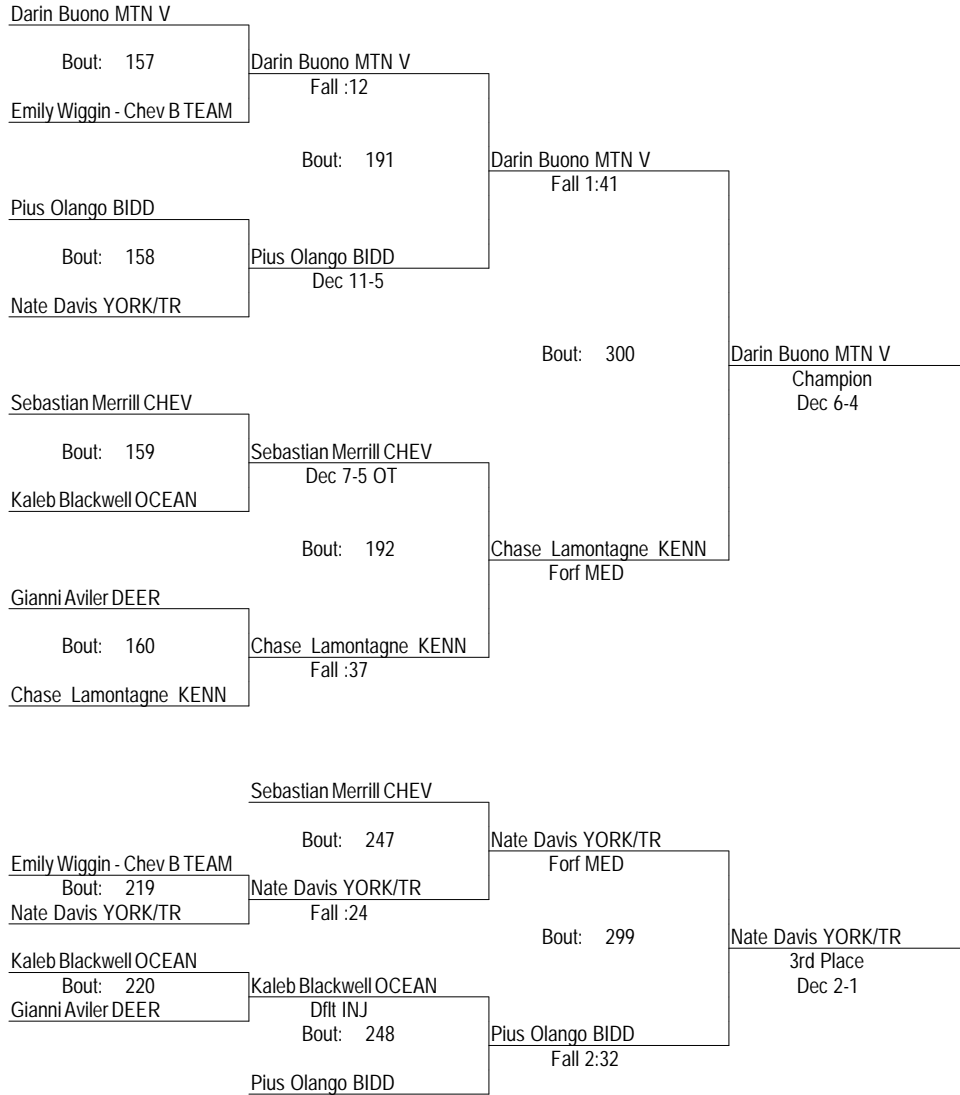 Darin Buono MTN V
Bout: 157 Darin Buono MTN V
Fall :12
Emily Wiggin - Chev B TEAM
Bout: 191 Darin Buono MTN V
Fall 1:41
Pius Olango BIDD
Bout: 158 Pius Olango BIDD
Dec 11-5
Nate Davis YORK/TR
Bout: 300 Darin Buono MTN V
Champion
Dec 6-4
Sebastian Merrill CHEV
Bout: 159 Sebastian Merrill CHEV
Dec 7-5 OT
Kaleb Blackwell OCEAN
Bout: 192 Chase Lamontagne KENN
Forf MED
Gianni Aviler DEER
Bout: 160 Chase Lamontagne KENN
Fall :37
Chase Lamontagne KENN
Sebastian Merrill CHEV
Bout: 247 Nate Davis YORK/TR
Forf MED
Emily Wiggin - Chev B TEAM
Bout: 219 Nate Davis YORK/TR
Nate Davis YORK/TR Fall :24
Bout: 299 Nate Davis YORK/TR
3rd Place
Dec 2-1
Kaleb Blackwell OCEAN
Bout: 220 Kaleb Blackwell OCEAN
Gianni Aviler DEER Dflt INJ
Bout: 248 Pius Olango BIDD
Fall 2:32
Pius Olango BIDD